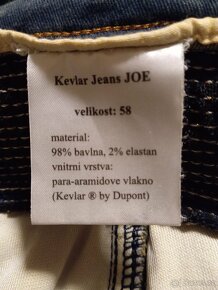 Kevlar Jeans JOE
velikost: 58
material:
98% bavlna, 2% elastan
vnitrni vrstva:
para-aramidove vlakno
(Kevlar ® by Dupont)